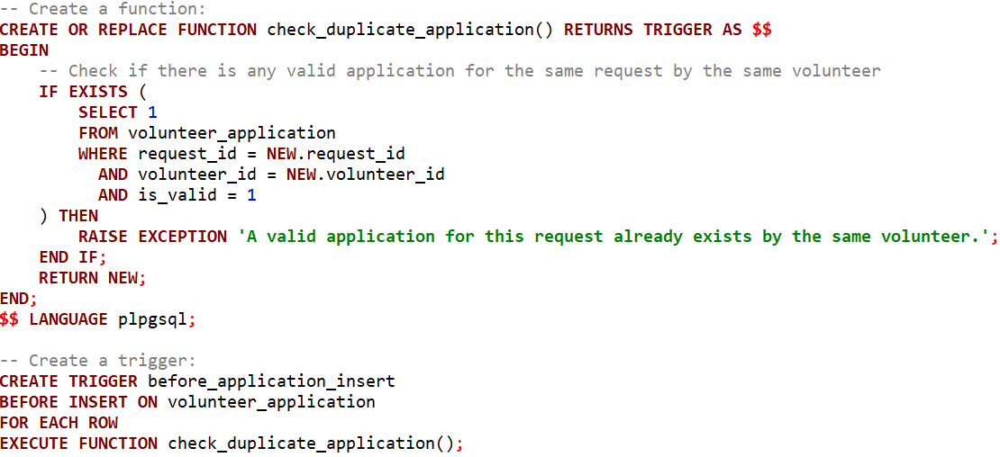 -- Create a function:
CREATE OR REPLACE FUNCTION check_duplicate_application() RETURNS TRIGGER AS $$
BEGIN
    -- Check if there is any valid application for the same request by the same volunteer
    IF EXISTS (
        SELECT 1
        FROM volunteer_application
        WHERE request_id = NEW.request_id
          AND volunteer_id = NEW.volunteer_id
          AND is_valid = 1
    ) THEN
        RAISE EXCEPTION 'A valid application for this request already exists by the same volunteer.';
    END IF;
    RETURN NEW;
END;
$$ LANGUAGE plpgsql;

-- Create a trigger:
CREATE TRIGGER before_application_insert
BEFORE INSERT ON volunteer_application
FOR EACH ROW
EXECUTE FUNCTION check_duplicate_application();